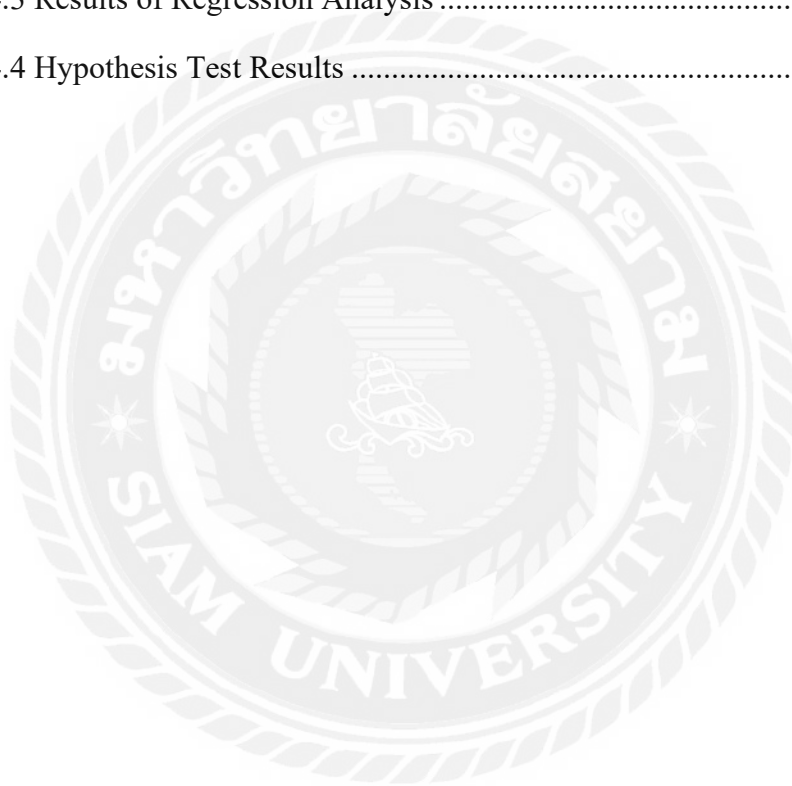 .3 Results of Regression Analysis ............................................
.4 Hypothesis Test Results ......................................................
มหาวิทยาลัยสยาม
SIAM UNIVERSITY